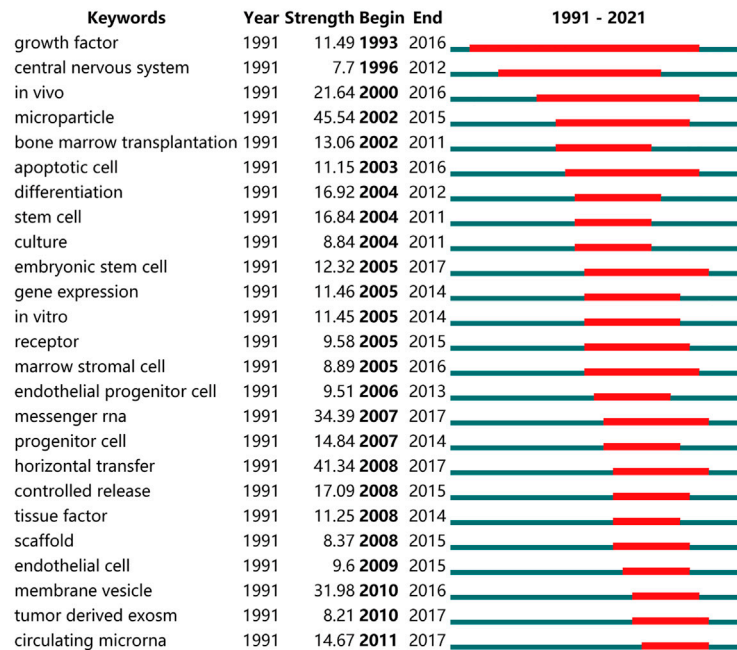 Keywords Year Strength Begin End 1991 - 2021
growth factor 1991 11.49 1993 2016
central nervous system 1991 7.7 1996 2012
in vivo 1991 21.64 2000 2016
microparticle 1991 45.54 2002 2015
bone marrow transplantation 1991 13.06 2002 2011
apoptotic cell 1991 11.15 2003 2016
differentiation 1991 16.92 2004 2012
stem cell 1991 16.84 2004 2011
culture 1991 8.84 2004 2011
embryonic stem cell 1991 12.32 2005 2017
gene expression 1991 11.46 2005 2014
in vitro 1991 11.45 2005 2014
receptor 1991 9.58 2005 2015
marrow stromal cell 1991 8.89 2005 2016
endothelial progenitor cell 1991 9.51 2006 2013
messenger rna 1991 34.39 2007 2017
progenitor cell 1991 14.84 2007 2014
horizontal transfer 1991 41.34 2008 2017
controlled release 1991 17.09 2008 2015
tissue factor 1991 11.25 2008 2014
scaffold 1991 8.37 2008 2015
endothelial cell 1991 9.6 2009 2015
membrane vesicle 1991 31.98 2010 2016
tumor derived exosm 1991 8.21 2010 2017
circulating microrna 1991 14.67 2011 2017